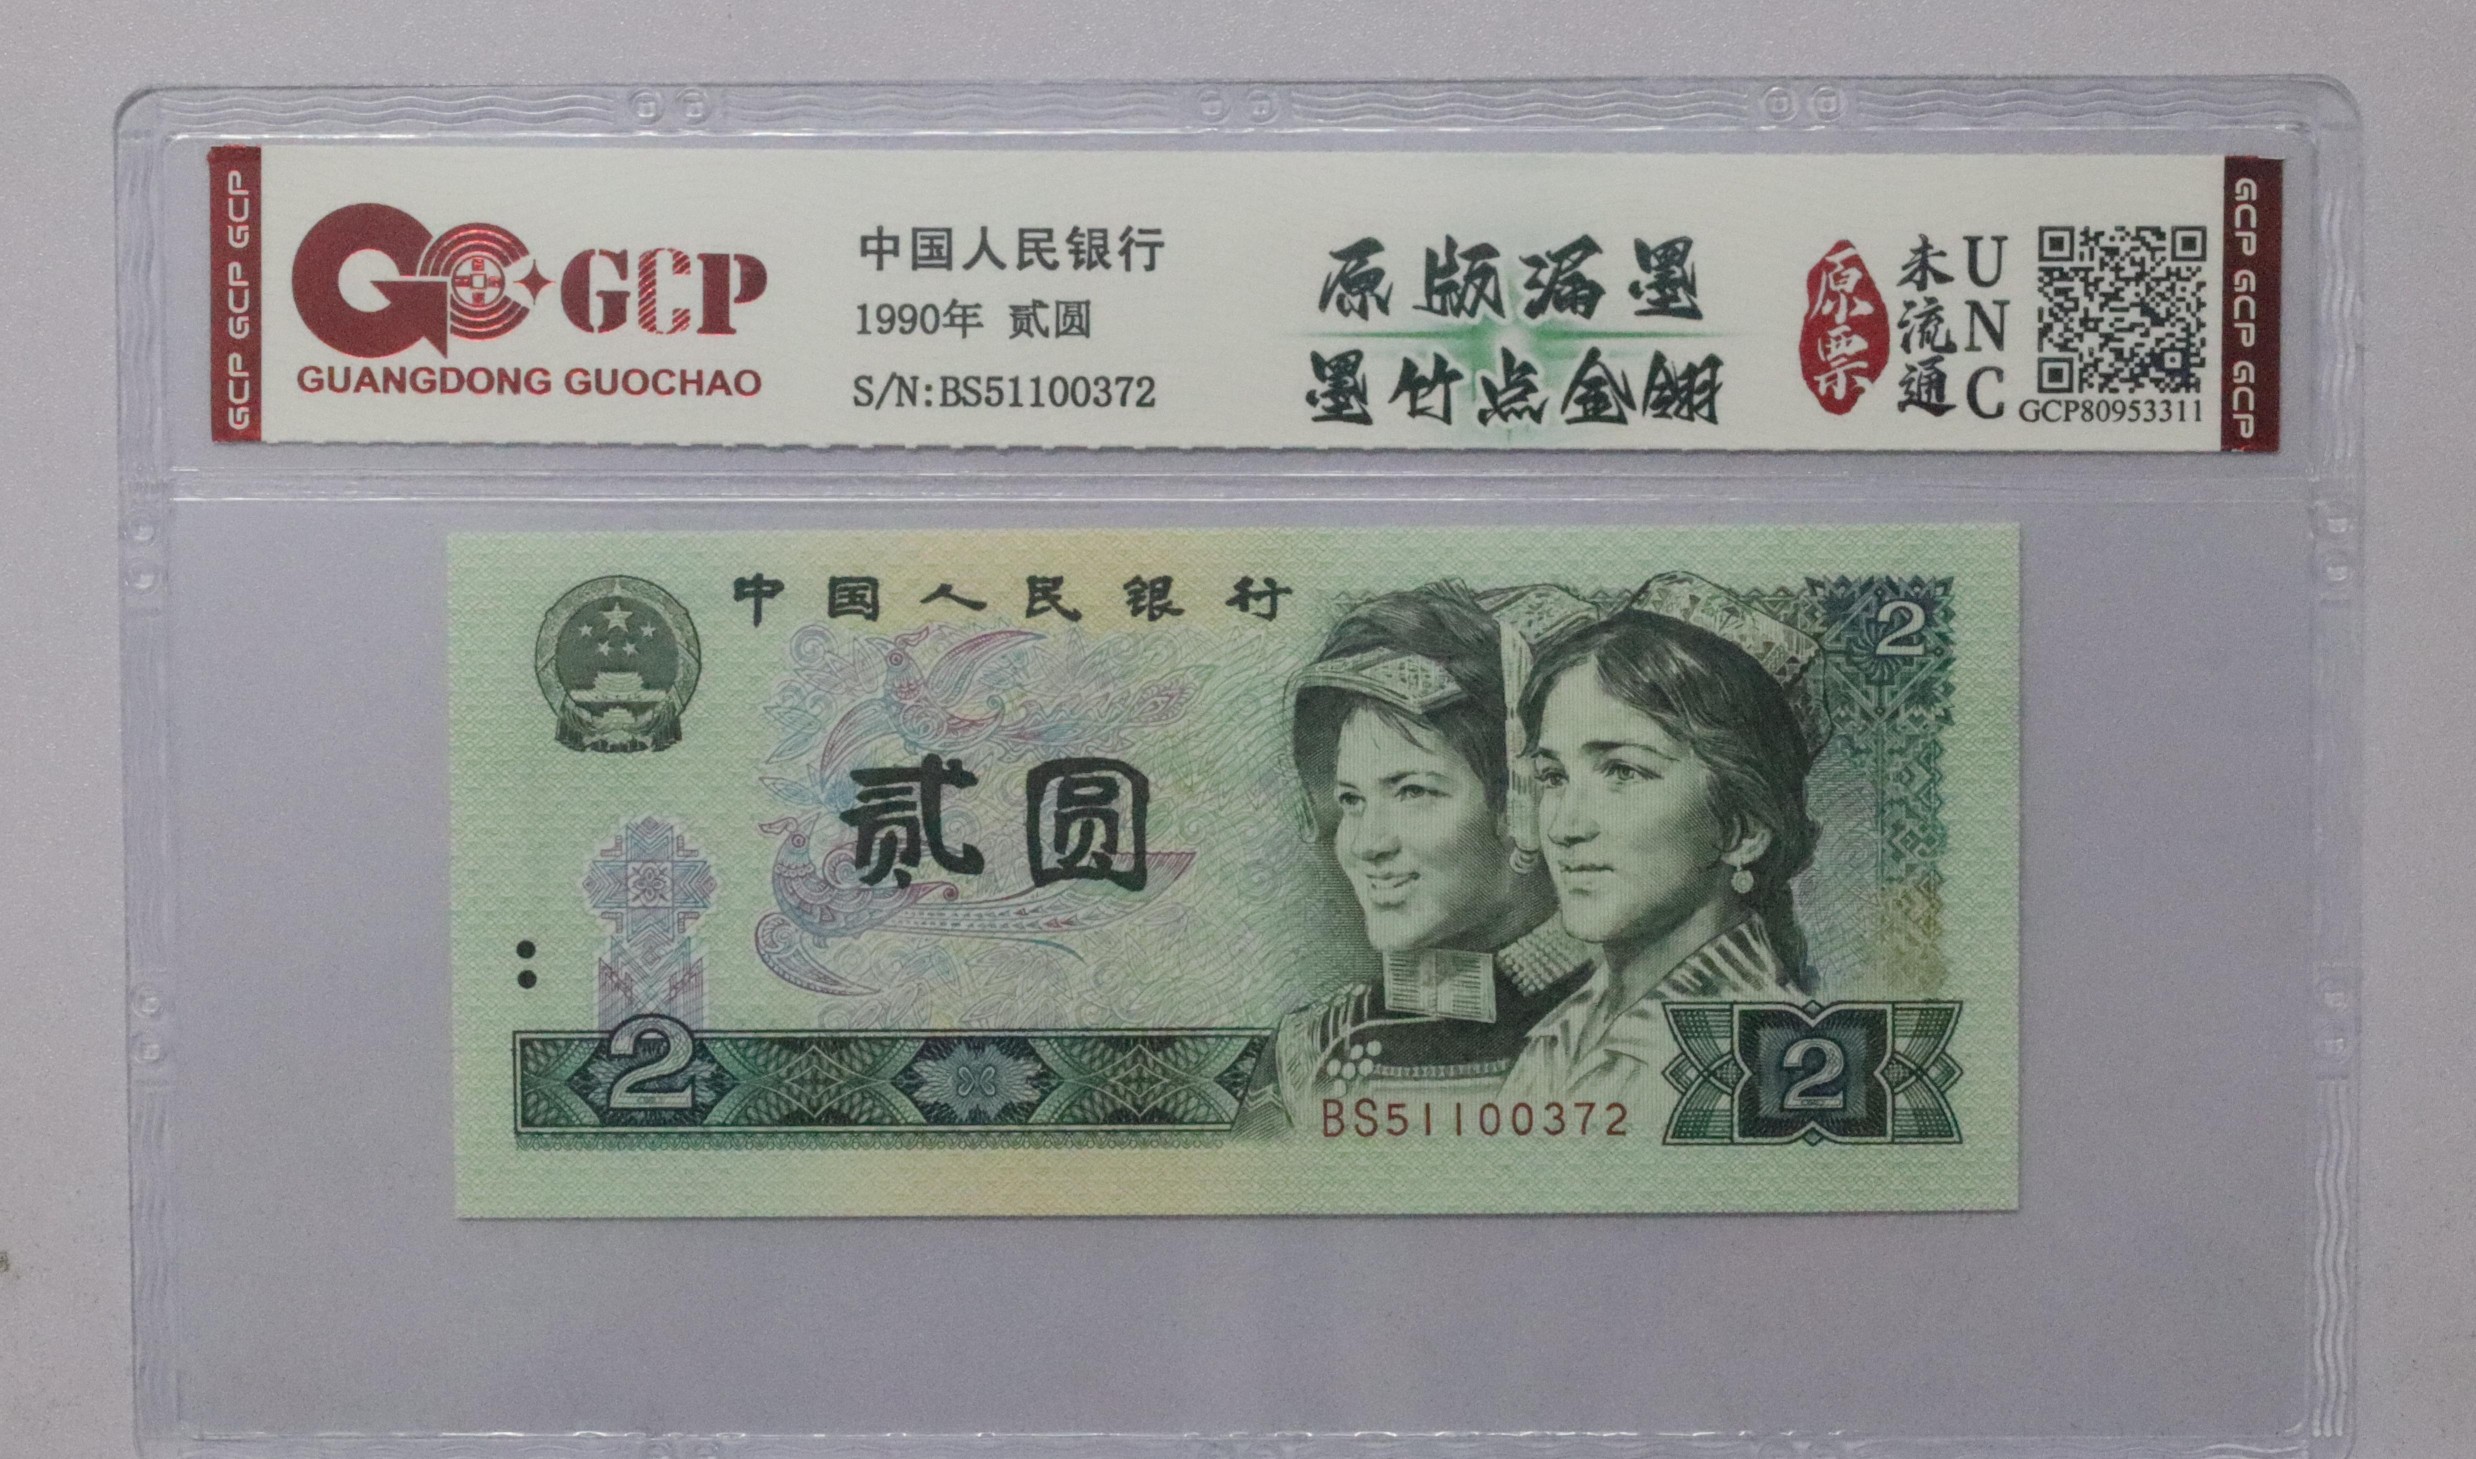 GCP GCP GCP
GCP
GUANGDONG GUOCHAO
中国人民银行
1990年 贰圆
S/N:BS51100372
原版漏墨
墨竹点金翎
原票
未流通
UNC
GCP80953311
GCP GCP GCP
中国人民银行
2
贰圆
2
2
BS51100372